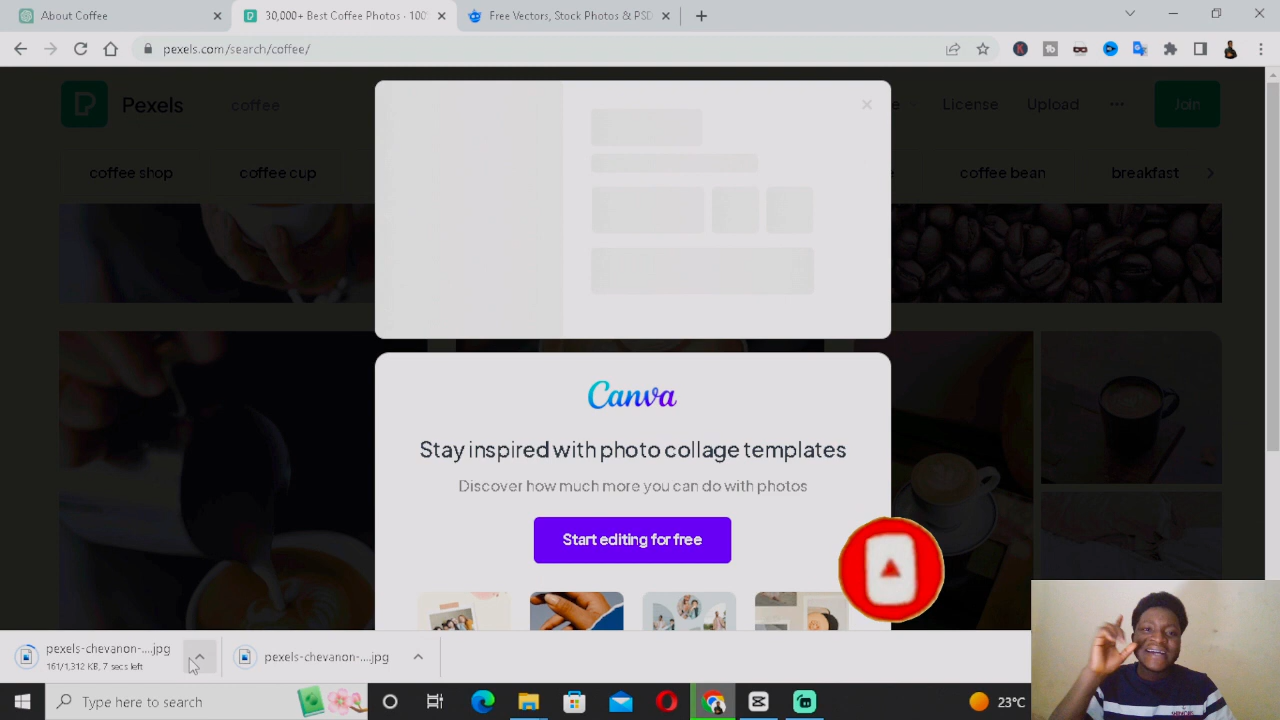 About Coffee
30,000+ Best Coffee Photos · 100%
Free Vectors, Stock Photos & PSD
pexels.com/search/coffee/
Pexels
coffee
License
Upload
Join
coffee shop
coffee cup
coffee bean
breakfast
Canva
Stay inspired with photo collage templates
Discover how much more you can do with photos
Start editing for free
pexels-chevanon-....jpg
161/1,312 KB, 7 secs left
pexels-chevanon-....jpg
Type here to search
23°C